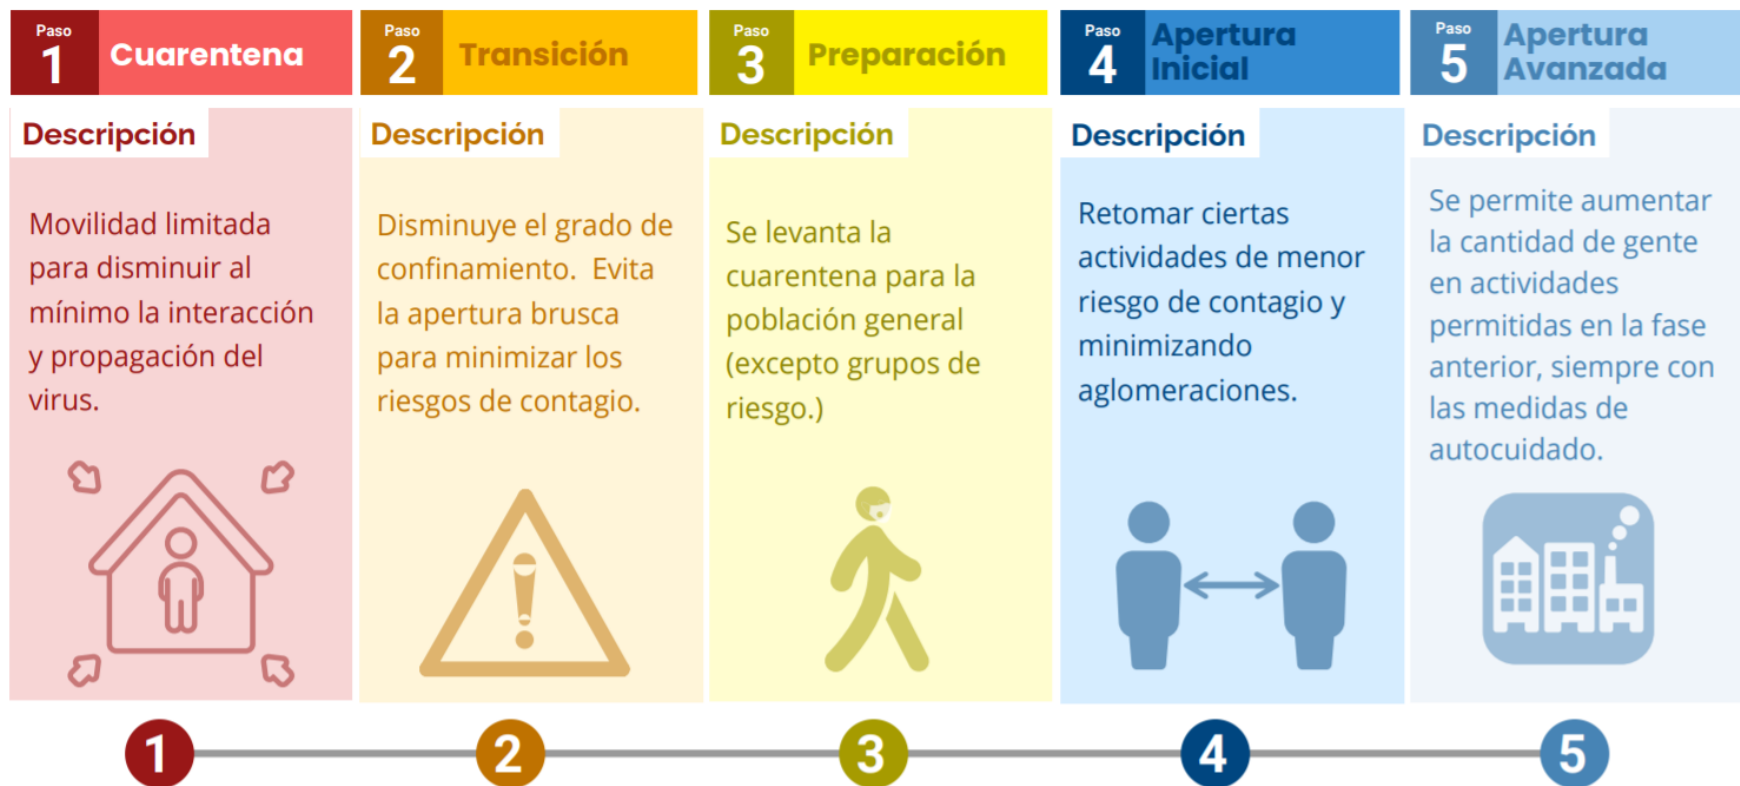 Paso
1
Cuarentena
Descripción
Movilidad limitada
para disminuir al
mínimo la interacción
y propagación del
virus.
Paso
2
Transición
Descripción
Disminuye el grado de
confinamiento.  Evita
la apertura brusca
para minimizar los
riesgos de contagio.
Paso
3
Preparación
Descripción
Se levanta la
cuarentena para la
población general
(excepto grupos de
riesgo.)
Paso
4
Apertura
Inicial
Descripción
Retomar ciertas
actividades de menor
riesgo de contagio y
minimizando
aglomeraciones.
Paso
5
Apertura
Avanzada
Descripción
Se permite aumentar
la cantidad de gente
en actividades
permitidas en la fase
anterior, siempre con
las medidas de
autocuidado.
1
2
3
4
5